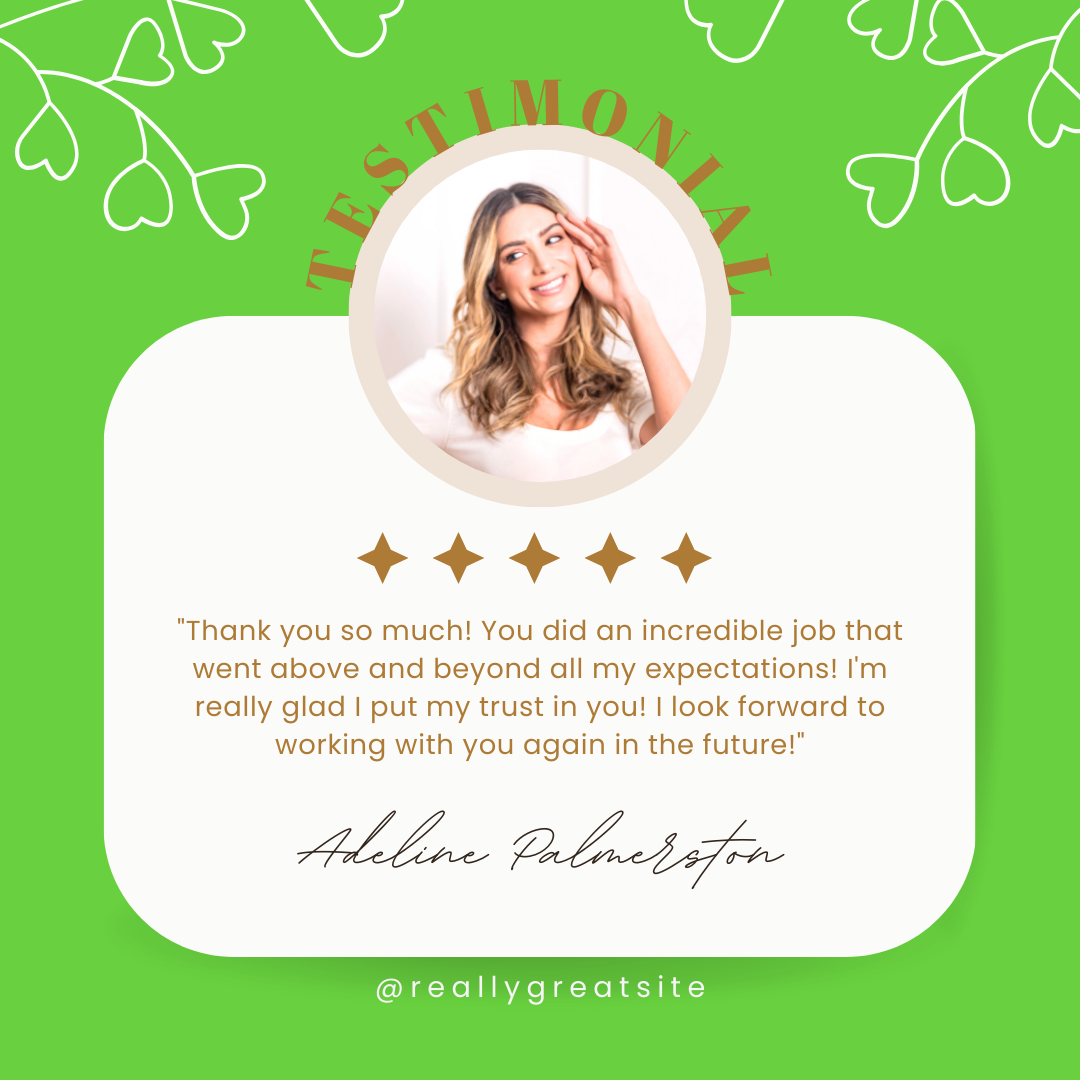 TESTIMONIAL
"Thank you so much! You did an incredible job that
went above and beyond all my expectations! I'm
really glad I put my trust in you! I look forward to
working with you again in the future!"
Adeline Palmerston
@reallygreatsite